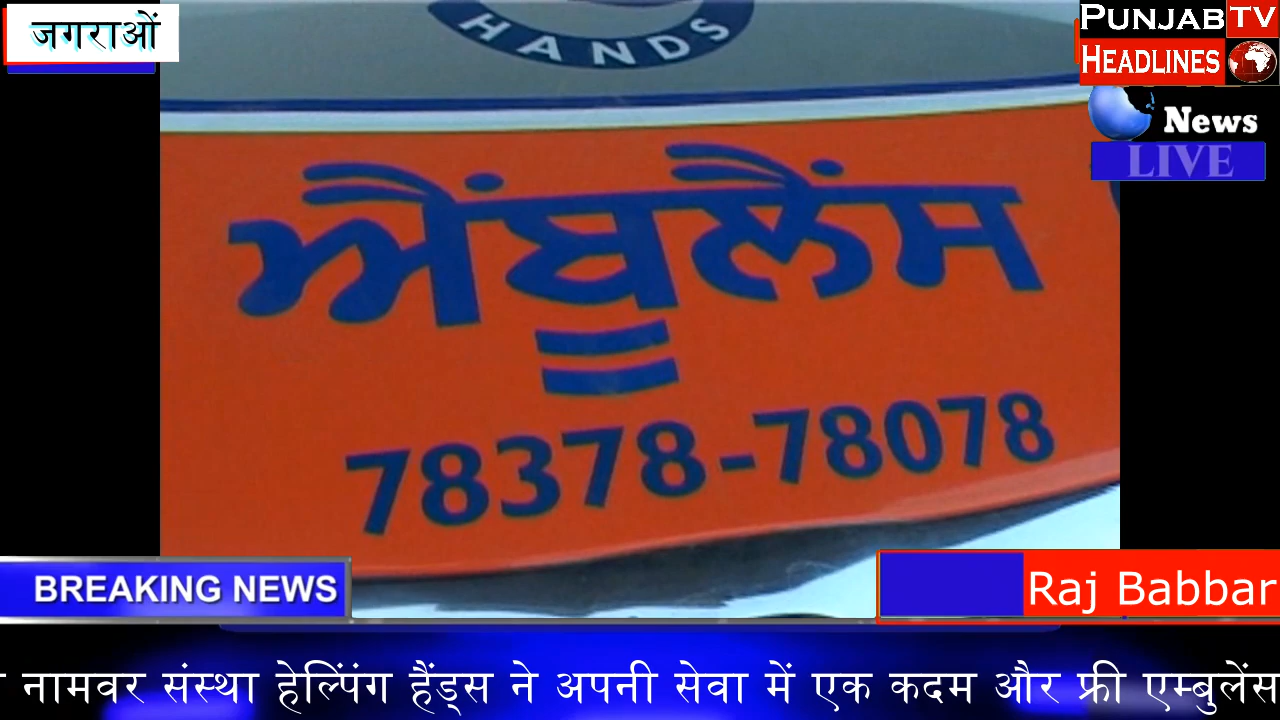 जगराओं
HANDS
PUNJAB TV
HEADLINES
News
LIVE
ਐਂਬੂਲੈਂਸ
78378-78078
BREAKING NEWS
Raj Babbar
नामवर संस्था हेल्पिंग हैंड्स ने अपनी सेवा में एक कदम और फ्री एम्बुलेंस